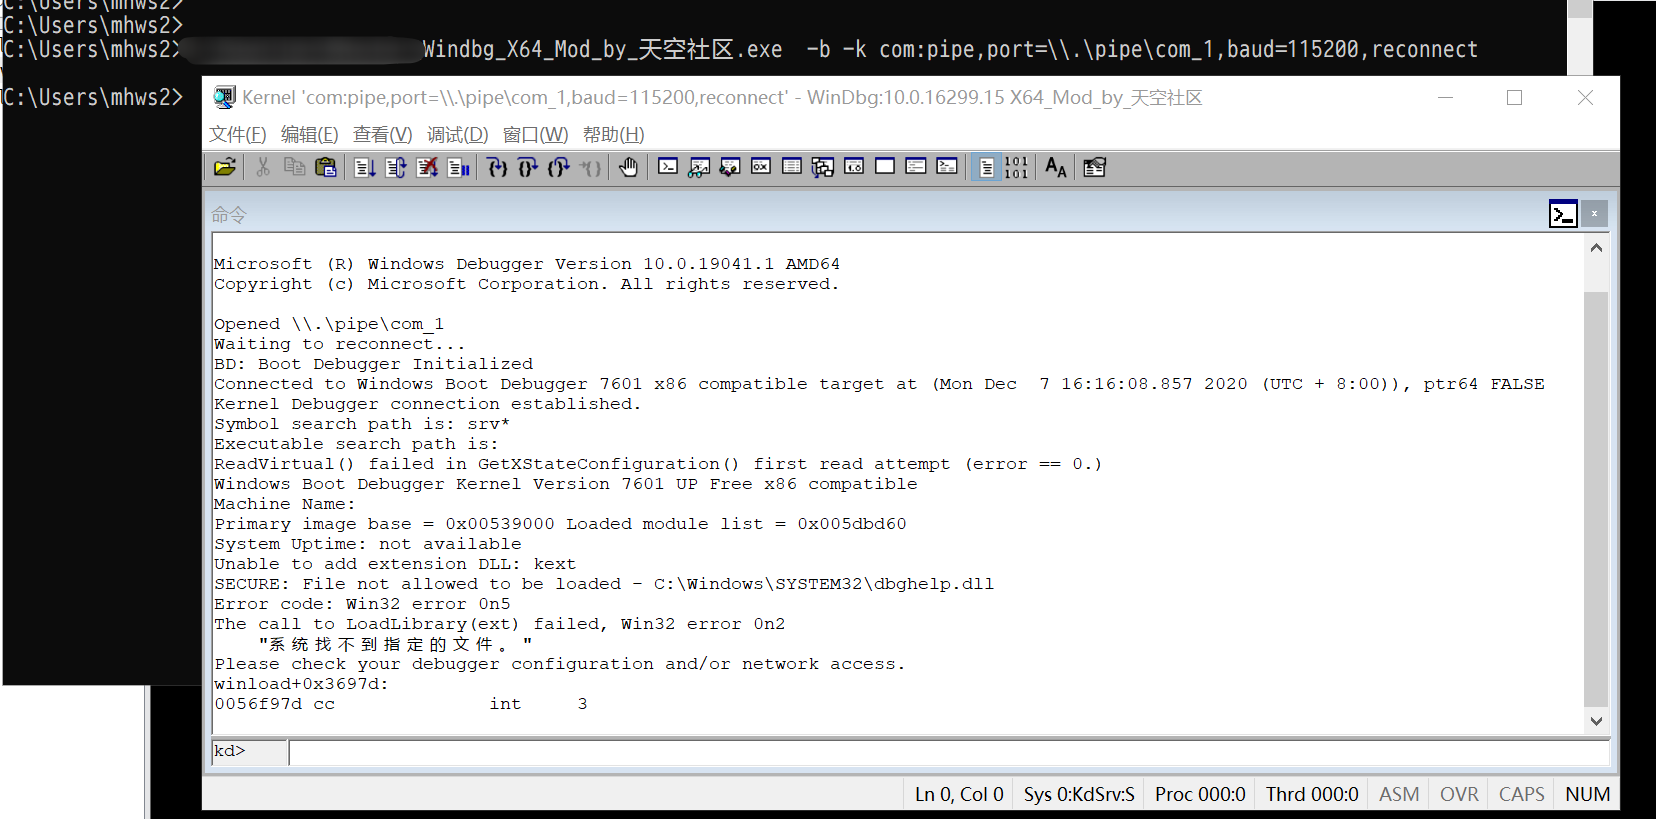 C:\Users\mhws2>
C:\Users\mhws2>
C:\Users\mhws2> Windbg_X64_Mod_by_天空社区.exe  -b -k com:pipe,port=\\.\pipe\com_1,baud=115200,reconnect
C:\Users\mhws2>
Kernel 'com:pipe,port=\\.\pipe\com_1,baud=115200,reconnect' - WinDbg:10.0.16299.15 X64_Mod_by_天空社区
文件(F) 编辑(E) 查看(V) 调试(D) 窗口(W) 帮助(H)
命令
Microsoft (R) Windows Debugger Version 10.0.19041.1 AMD64
Copyright (c) Microsoft Corporation. All rights reserved.
Opened \\.\pipe\com_1
Waiting to reconnect...
BD: Boot Debugger Initialized
Connected to Windows Boot Debugger 7601 x86 compatible target at (Mon Dec  7 16:16:08.857 2020 (UTC + 8:00)), ptr64 FALSE
Kernel Debugger connection established.
Symbol search path is: srv*
Executable search path is:
ReadVirtual() failed in GetXStateConfiguration() first read attempt (error == 0.)
Windows Boot Debugger Kernel Version 7601 UP Free x86 compatible
Machine Name:
Primary image base = 0x00539000 Loaded module list = 0x005dbd60
System Uptime: not available
Unable to add extension DLL: kext
SECURE: File not allowed to be loaded - C:\Windows\SYSTEM32\dbghelp.dll
Error code: Win32 error 0n5
The call to LoadLibrary(ext) failed, Win32 error 0n2
    "系统找不到指定的文件。"
Please check your debugger configuration and/or network access.
winload+0x3697d:
0056f97d cc              int     3
kd>
Ln 0, Col 0 Sys 0:KdSrv:S Proc 000:0 Thrd 000:0 ASM OVR CAPS NUM